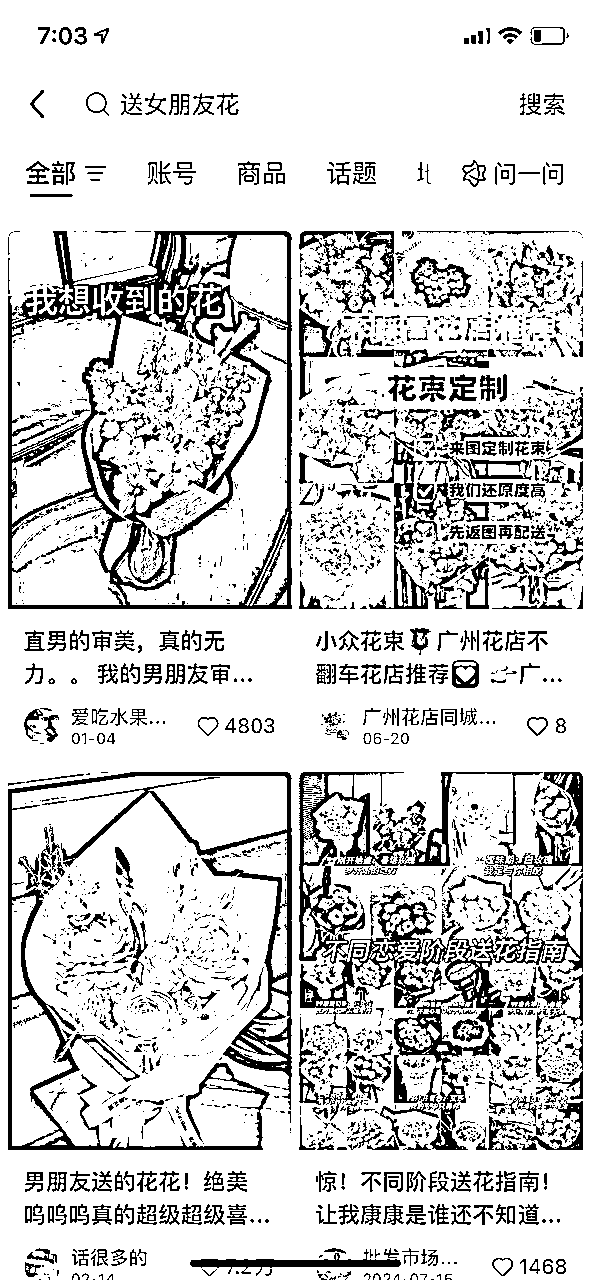 7:03
送女朋友花
搜索
全部
账号
商品
话题
问一问
我想收到的花
花束定制
来图定制花束
我们还原度高
先返图再配送
直男的审美，真的无
力。。 我的男朋友审...
爱吃水果...
01-04
4803
小众花束 广州花店不
翻车花店推荐 广...
广州花店同城...
06-20
8
不同恋爱阶段送花指南
男朋友送的花花！绝美
呜呜呜真的超级超级喜...
话很多的
02-14
7.2万
惊！不同阶段送花指南！
让我康康是谁还不知道...
批发市场...
2024-07-15
1468